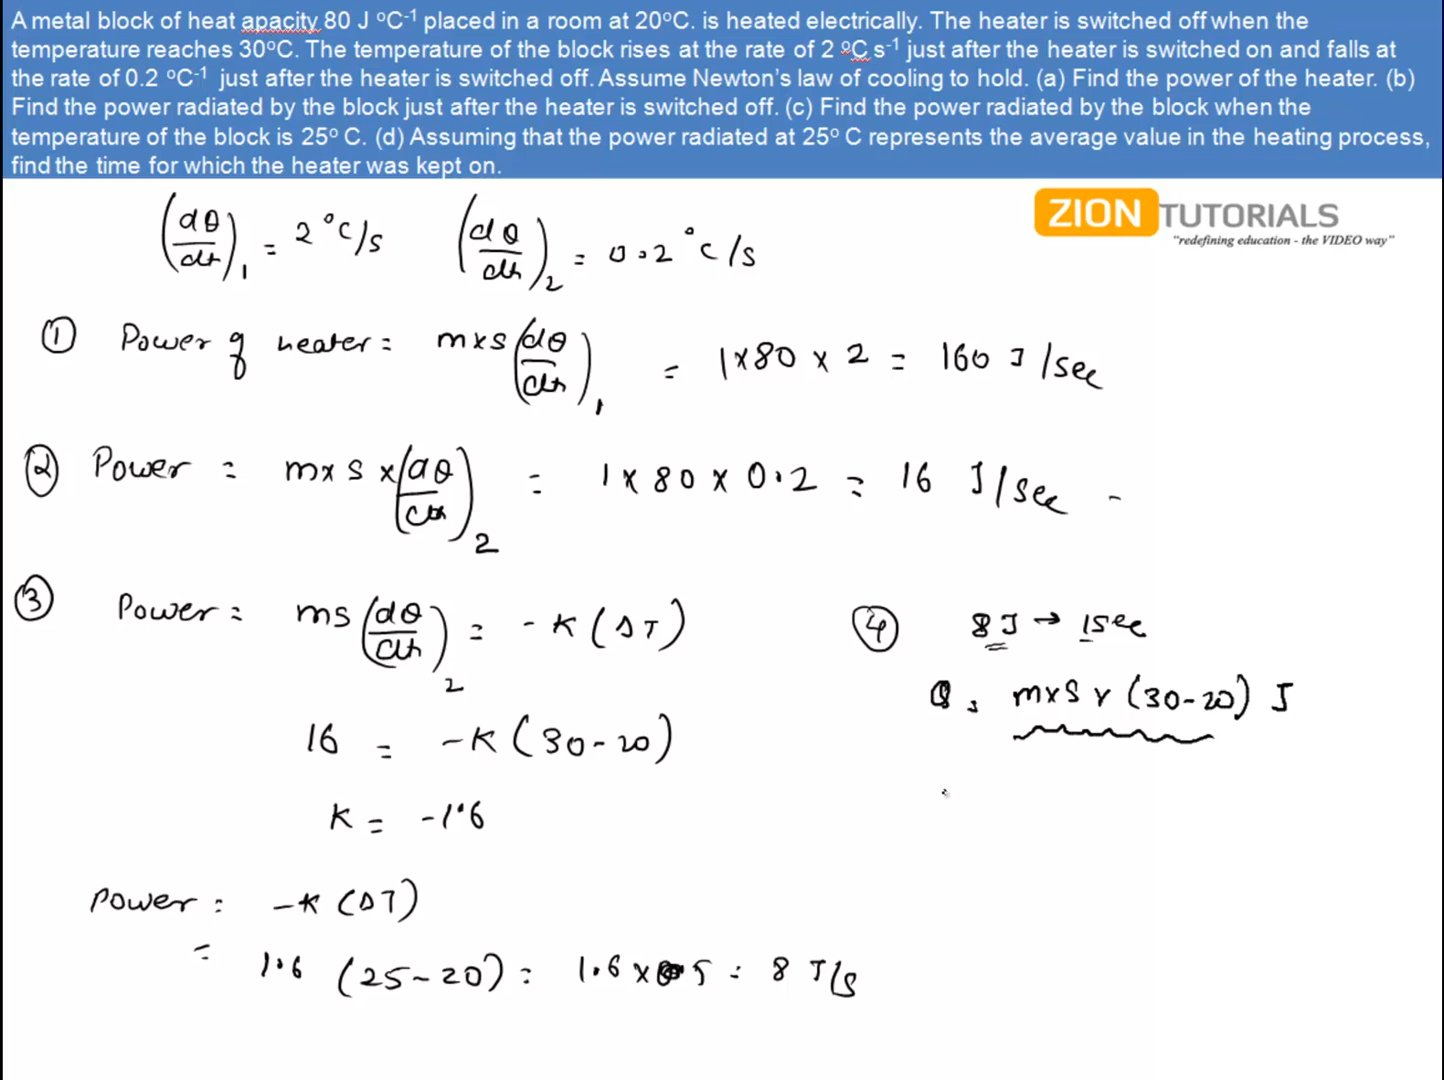 A metal block of heat apacity 80 J ºC-1 placed in a room at 20ºC. is heated electrically. The heater is switched off when the
temperature reaches 30ºC. The temperature of the block rises at the rate of 2 ºC s-1 just after the heater is switched on and falls at
the rate of 0.2 ºC-1 just after the heater is switched off. Assume Newton's law of cooling to hold. (a) Find the power of the heater. (b)
Find the power radiated by the block just after the heater is switched off. (c) Find the power radiated by the block when the
temperature of the block is 25º C. (d) Assuming that the power radiated at 25º C represents the average value in the heating process,
find the time for which the heater was kept on.
ZION TUTORIALS
"redefining education - the VIDEO way"
(dθ/dt)1 = 2 °C/s (dθ/dt)2 = 0.2 °C/s
① Power of heater = m×s (dθ/dt)1 = 1×80 × 2 = 160 J/sec
② Power = m×s×(dθ/dt)2 = 1×80×0.2 = 16 J/sec -
③ Power = ms(dθ/dt)2 = -K(ΔT)
16 = -K(30-20)
K = -1.6
Power = -K(ΔT)
= 1.6 (25-20) = 1.6 × 5 = 8 J/s
④ 8J → 1sec
Q = m×S×(30-20) J